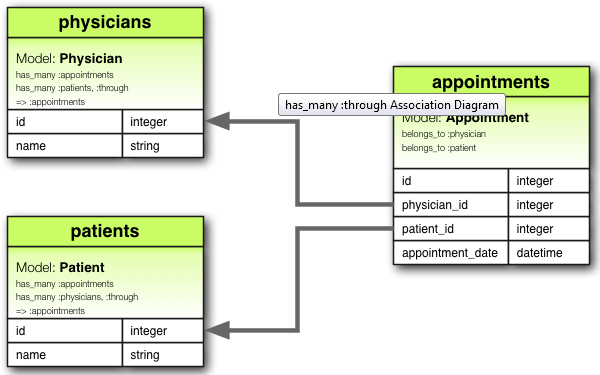 physicians
Model: Physician
has_many :appointments
has_many :patients, :through
=> :appointments
id integer
name string
has_many :through Association Diagram
appointments
Model: Appointment
belongs_to :physician
belongs_to :patient
id integer
physician_id integer
patient_id integer
appointment_date datetime
patients
Model: Patient
has_many :appointments
has_many :physicians, :through
=> :appointments
id integer
name string